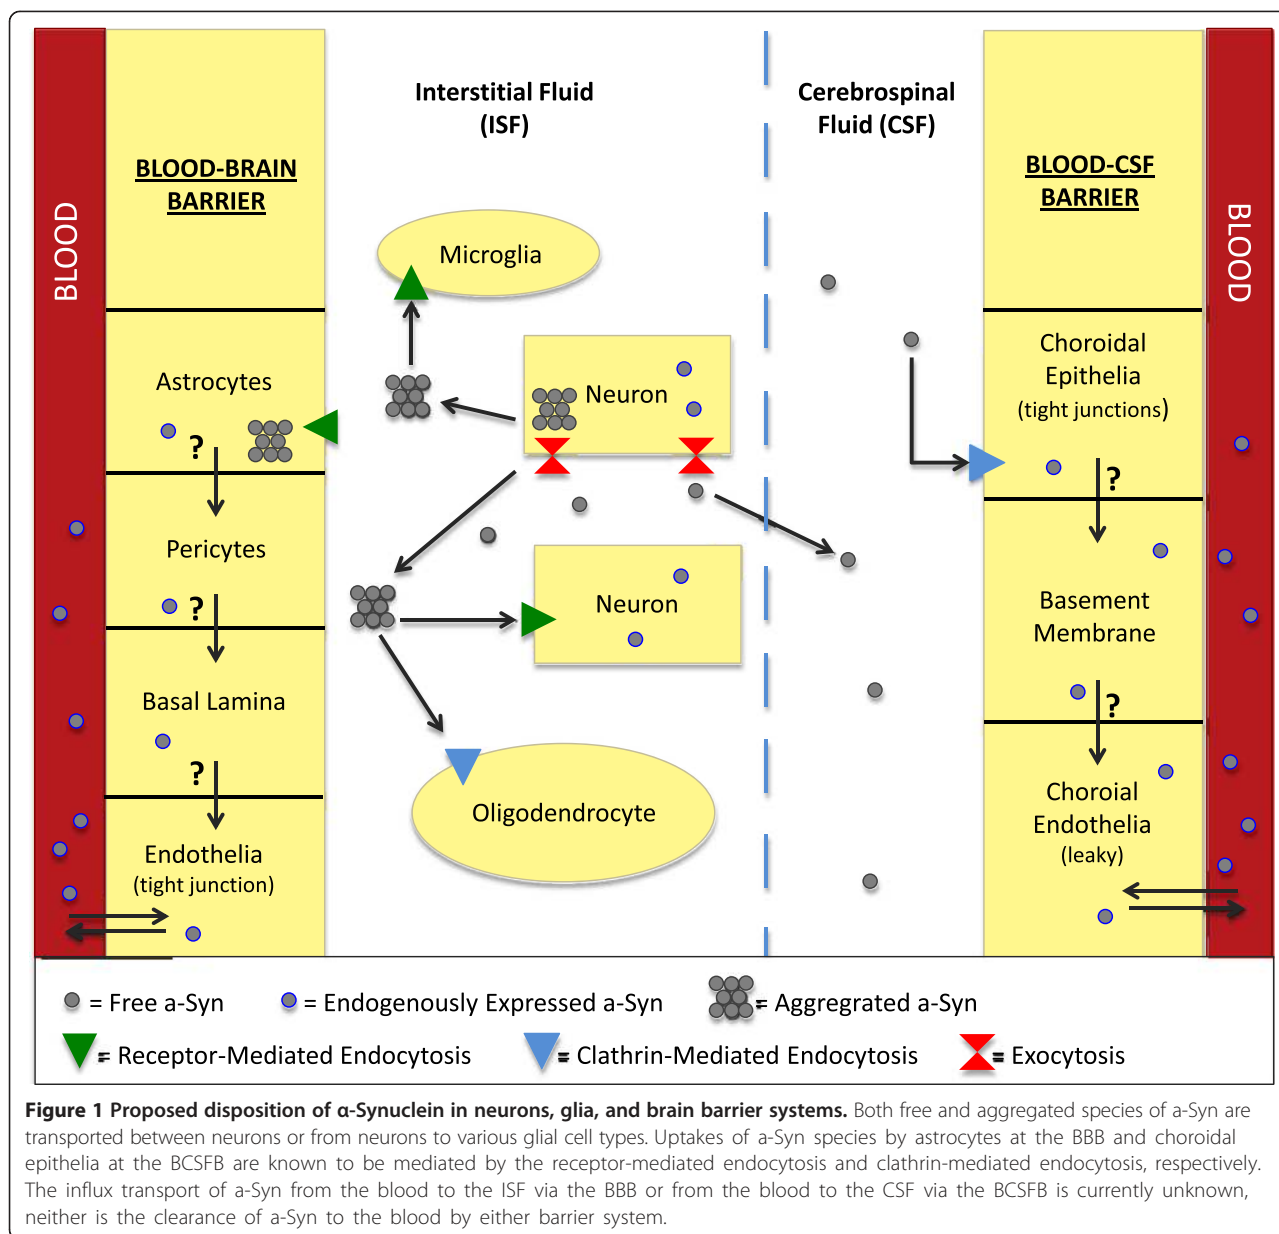 Interstitial Fluid
(ISF)
Cerebrospinal
Fluid (CSF)
BLOOD-BRAIN
BARRIER
BLOOD-CSF
BARRIER
BLOOD
BLOOD
Microglia
Astrocytes
?
Pericytes
?
Basal Lamina
?
Endothelia
(tight junction)
Neuron
Neuron
Oligodendrocyte
Choroidal
Epithelia
(tight junctions)
?
Basement
Membrane
?
Choroial
Endothelia
(leaky)
= Free a-Syn
= Endogenously Expressed a-Syn
= Aggregrated a-Syn
= Receptor-Mediated Endocytosis
= Clathrin-Mediated Endocytosis
= Exocytosis
Figure 1 Proposed disposition of α-Synuclein in neurons, glia, and brain barrier systems. Both free and aggregated species of a-Syn are
transported between neurons or from neurons to various glial cell types. Uptakes of a-Syn species by astrocytes at the BBB and choroidal
epithelia at the BCSFB are known to be mediated by the receptor-mediated endocytosis and clathrin-mediated endocytosis, respectively.
The influx transport of a-Syn from the blood to the ISF via the BBB or from the blood to the CSF via the BCSFB is currently unknown,
neither is the clearance of a-Syn to the blood by either barrier system.